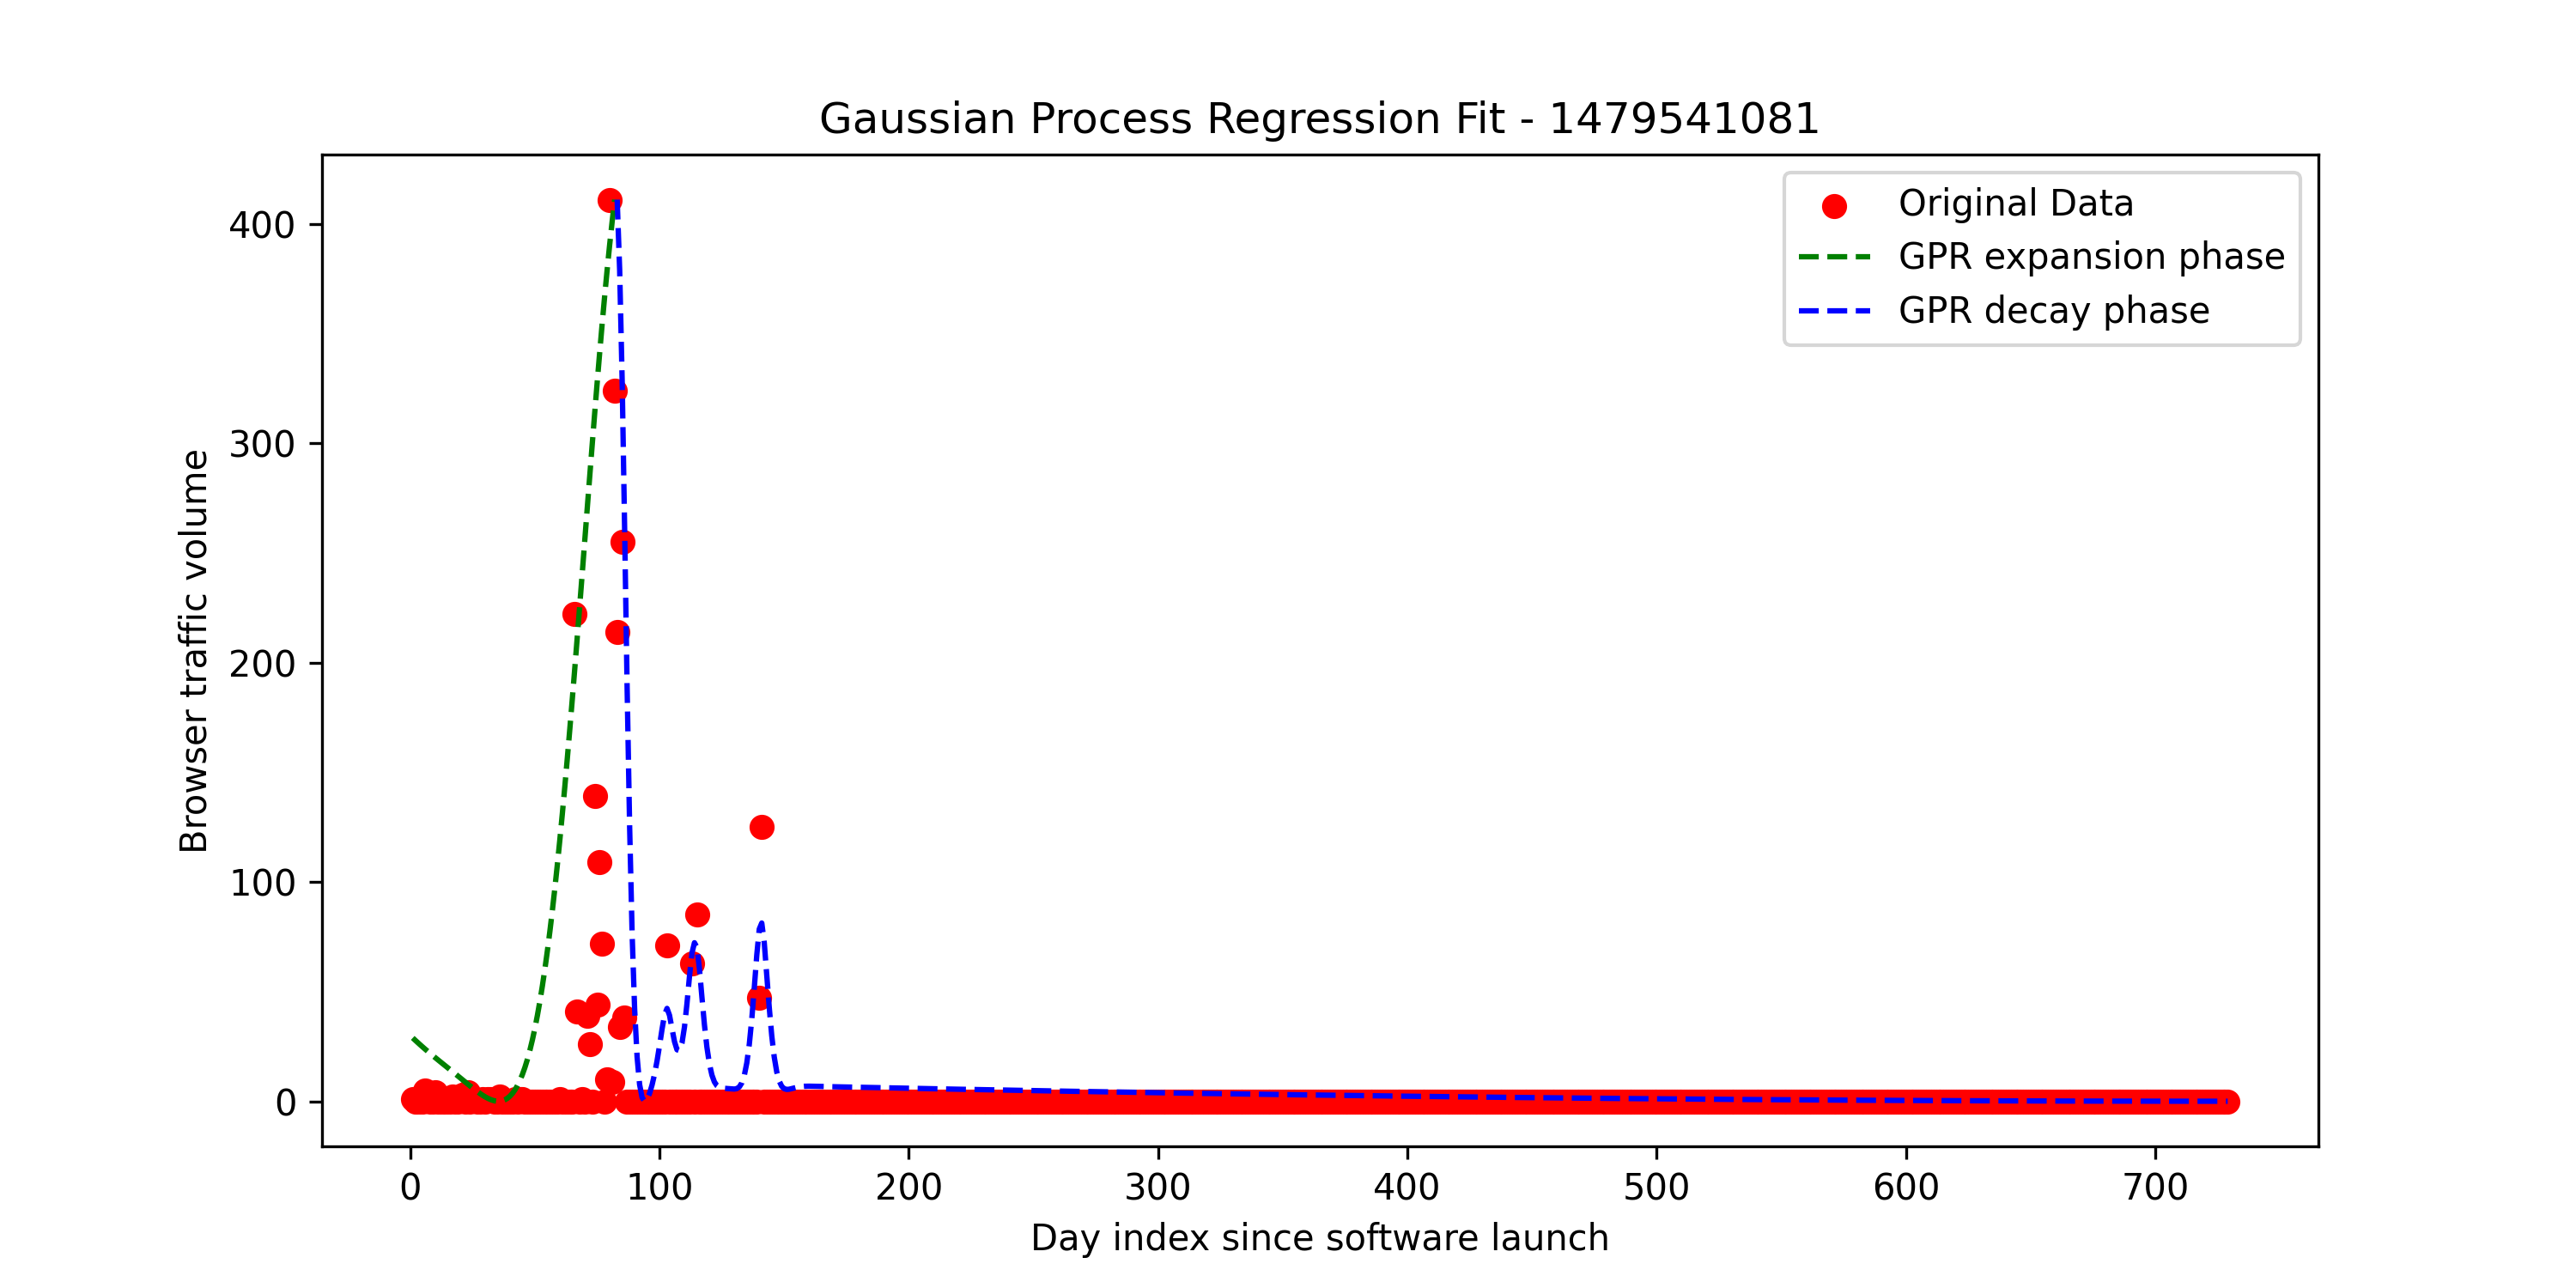 Gaussian Process Regression Fit - 1479541081
Original Data
GPR expansion phase
GPR decay phase
Browser traffic volume
400
300
200
100
0
0 100 200 300 400 500 600 700
Day index since software launch